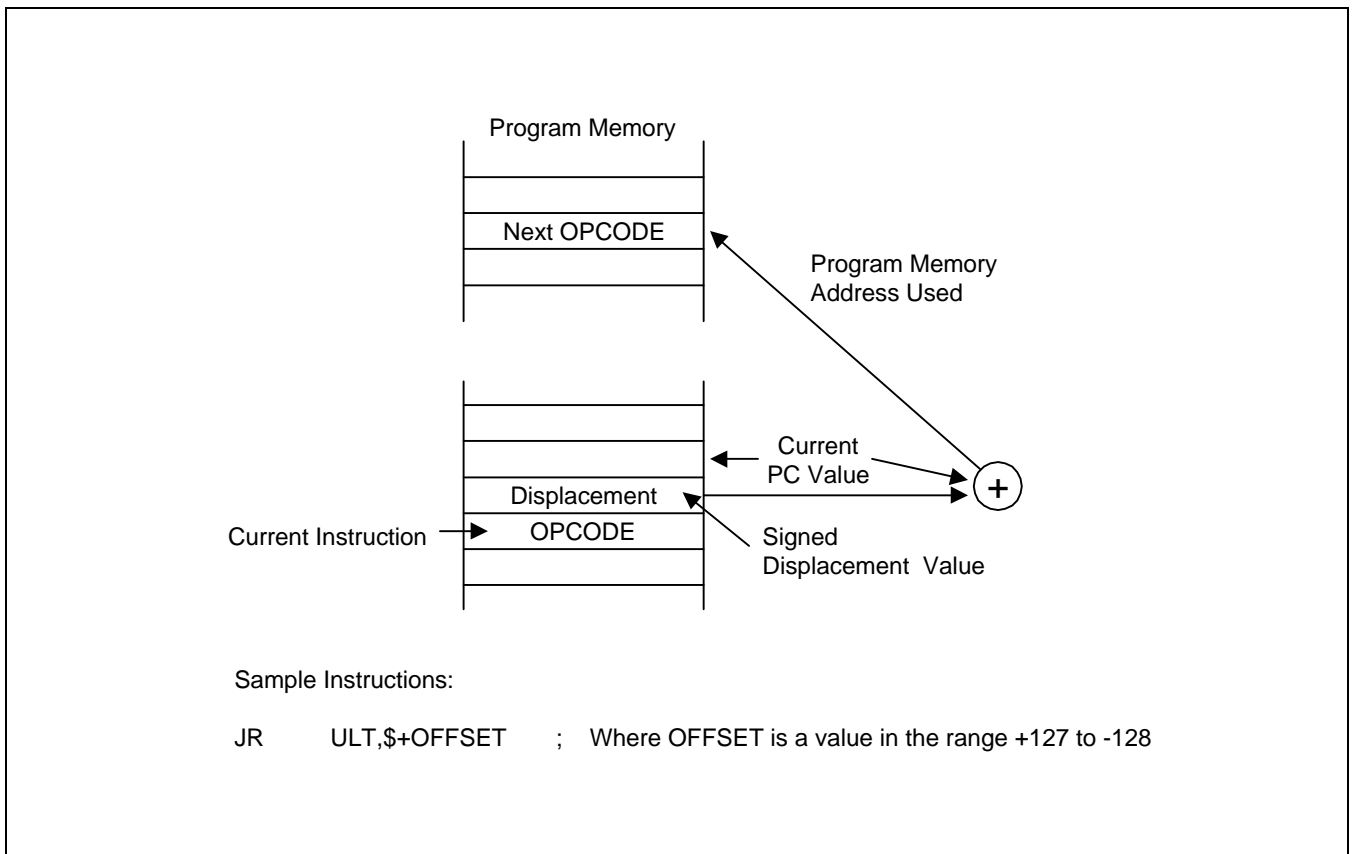 Program Memory
Next OPCODE
Program Memory
Address Used
Current
PC Value
Displacement
+
Current Instruction
OPCODE
Signed
Displacement Value
Sample Instructions:
JR ULT,$+OFFSET ; Where OFFSET is a value in the range +127 to -128